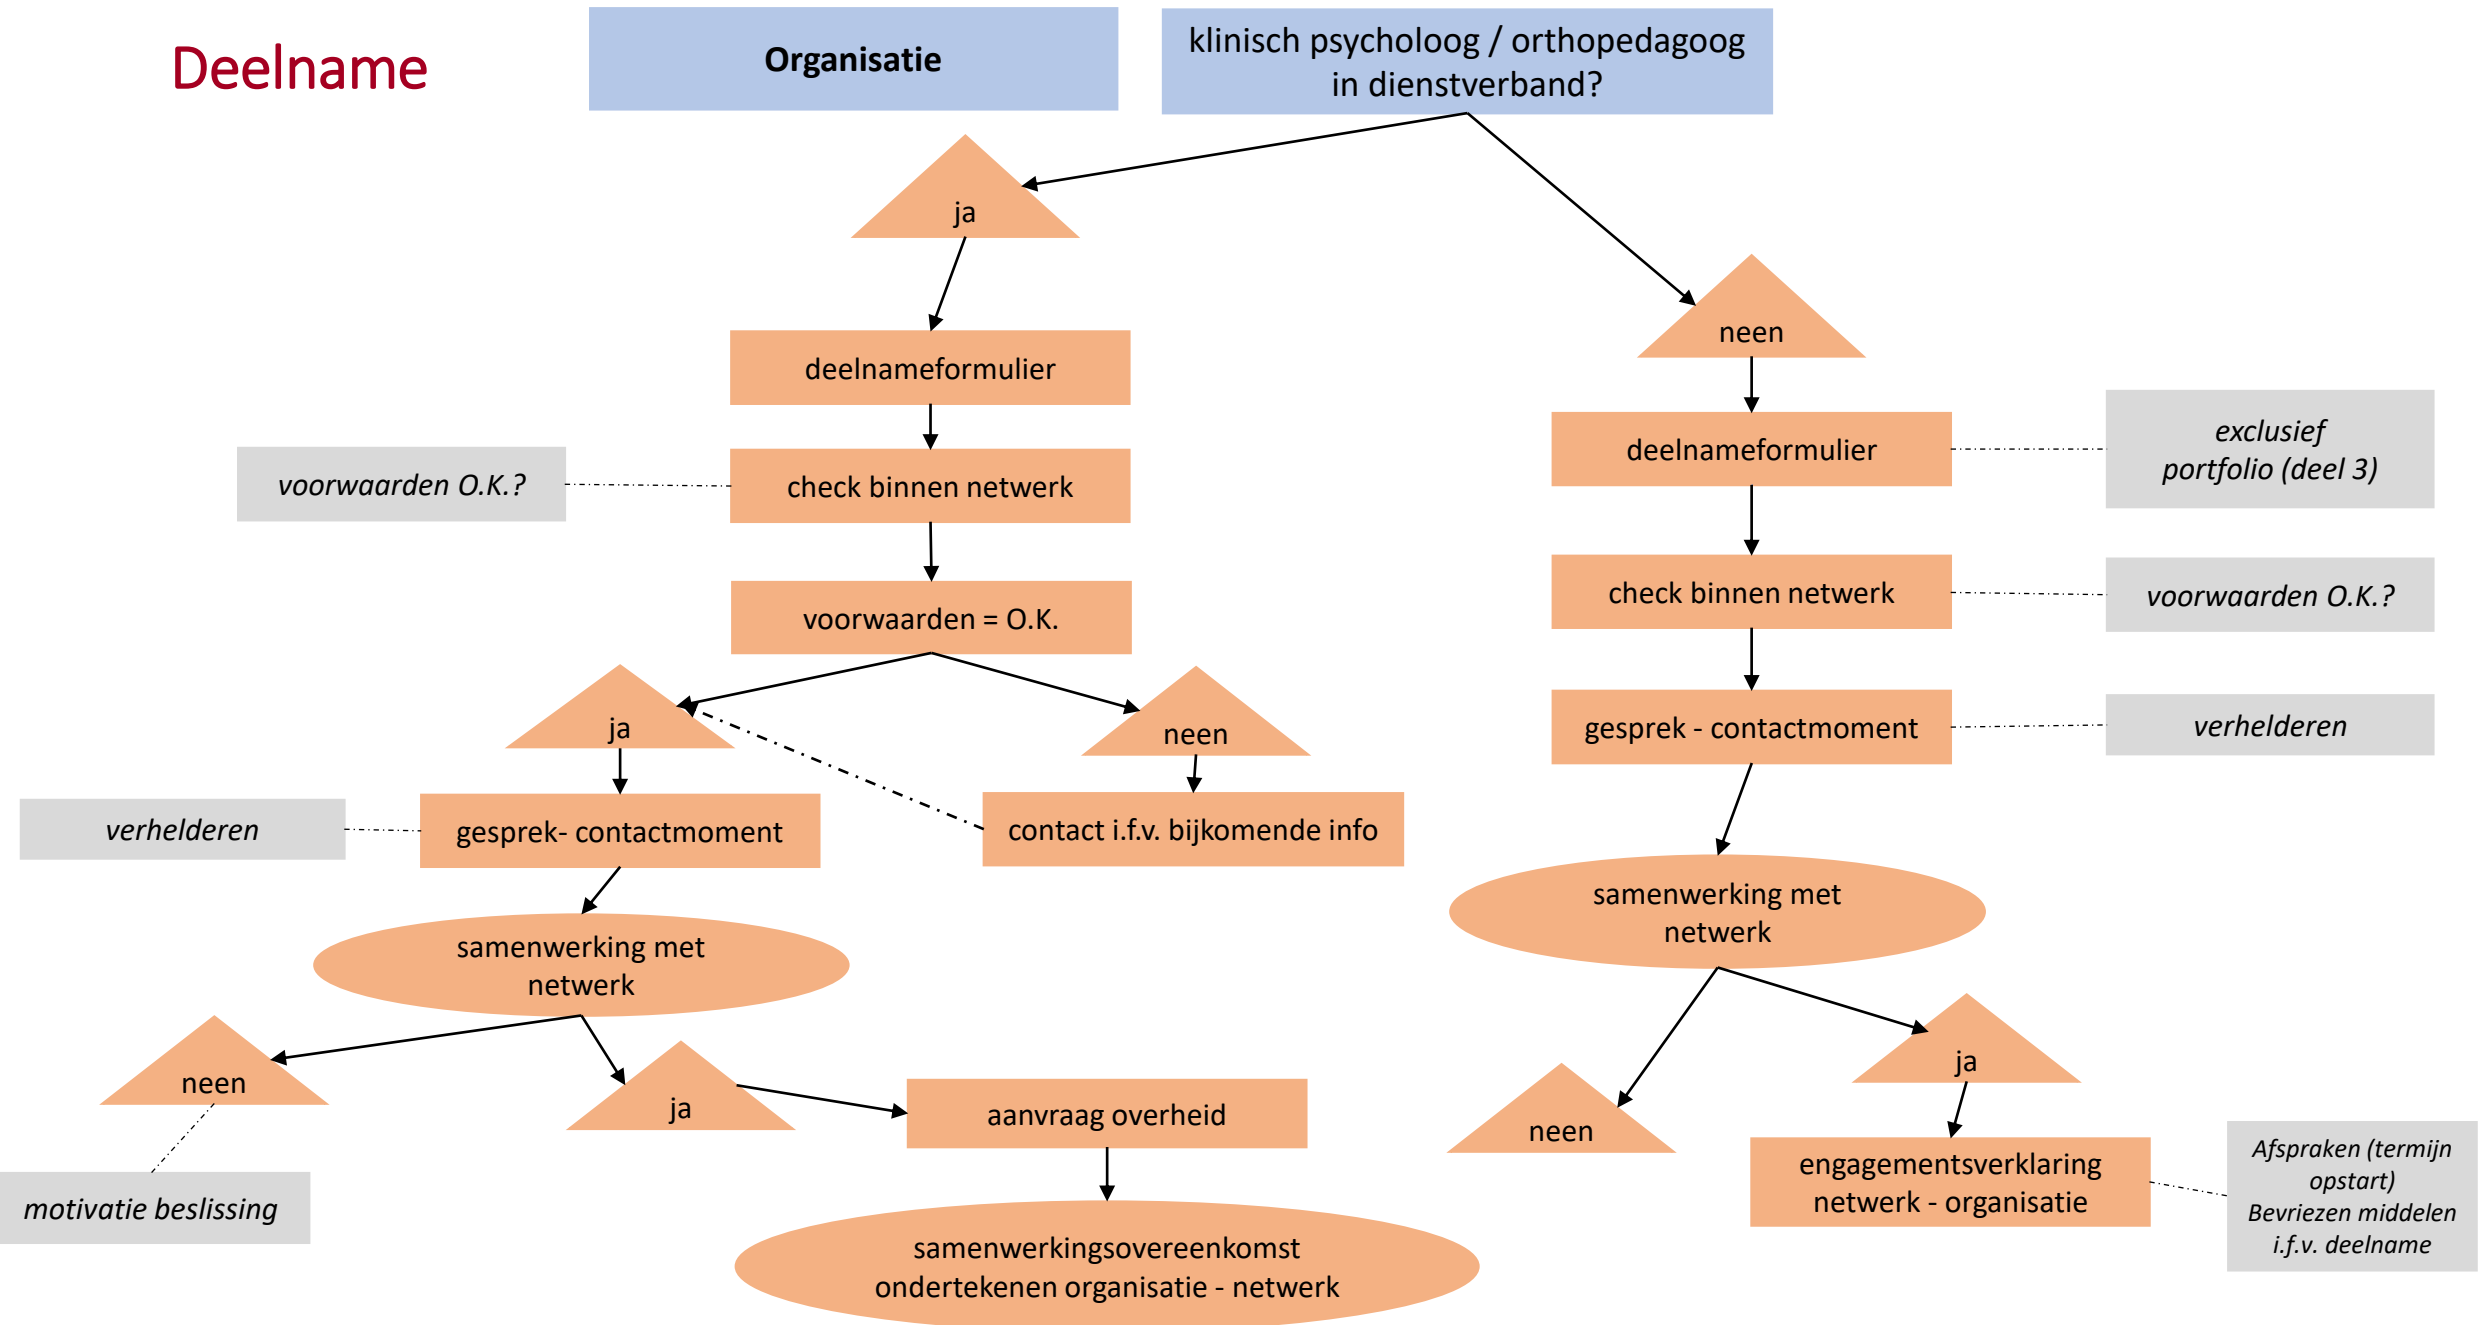 Deelname
Organisatie
klinisch psycholoog / orthopedagoog
in dienstverband?
ja
neen
deelnameformulier
deelnameformulier
exclusief
portfolio (deel 3)
voorwaarden O.K.?
check binnen netwerk
check binnen netwerk
voorwaarden O.K.?
voorwaarden = O.K.
ja
neen
gesprek - contactmoment
verhelderen
verhelderen
gesprek- contactmoment
contact i.f.v. bijkomende info
samenwerking met
netwerk
samenwerking met
netwerk
neen
ja
aanvraag overheid
neen
ja
motivatie beslissing
engagementsverklaring
netwerk - organisatie
Afspraken (termijn
opstart)
Bevriezen middelen
i.f.v. deelname
samenwerkingsovereenkomst
ondertekenen organisatie - netwerk